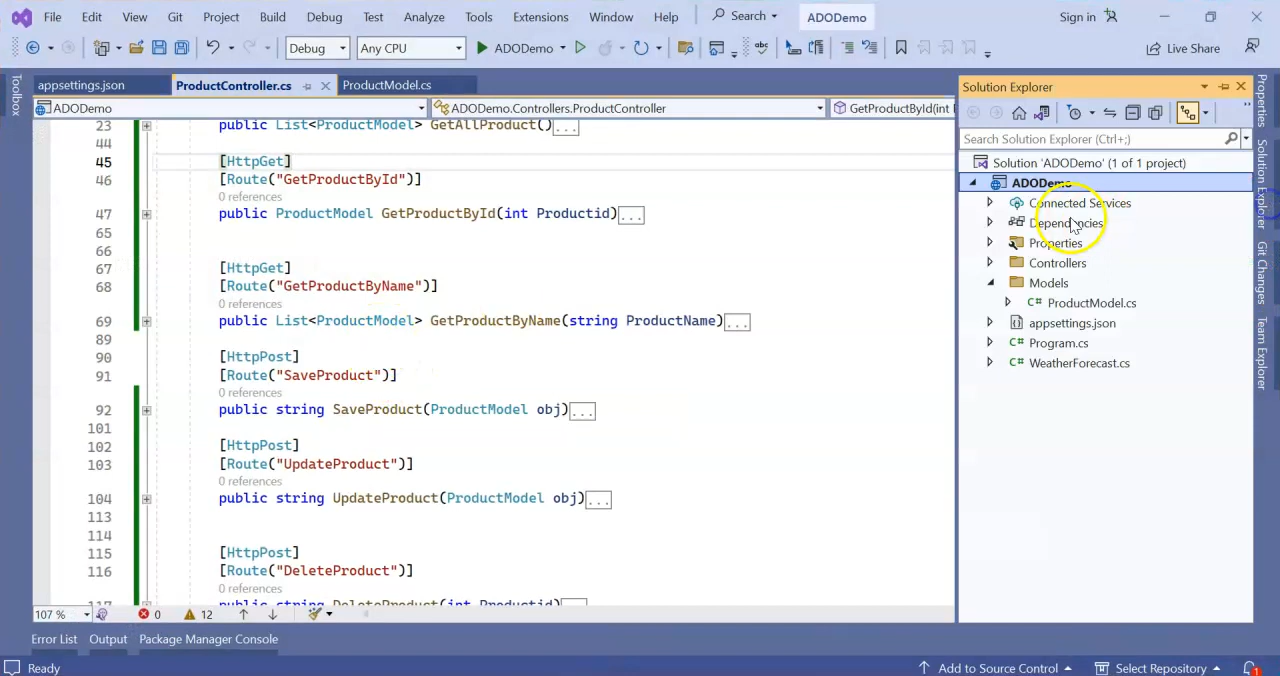 File Edit View Git Project Build Debug Test Analyze Tools Extensions Window Help Search ADODemo Sign in
Debug Any CPU ADODemo Live Share
Toolbox
appsettings.json ProductController.cs ProductModel.cs
ADODemo ADODemo.Controllers.ProductController GetProductById(int
23 public List<ProductModel> GetAllProduct()...
44
45 [HttpGet]
46 [Route("GetProductById")]
0 references
47 public ProductModel GetProductById(int Productid)...
65
66
67 [HttpGet]
68 [Route("GetProductByName")]
0 references
69 public List<ProductModel> GetProductByName(string ProductName)...
89
90 [HttpPost]
91 [Route("SaveProduct")]
0 references
92 public string SaveProduct(ProductModel obj)...
101
102 [HttpPost]
103 [Route("UpdateProduct")]
0 references
104 public string UpdateProduct(ProductModel obj)...
113
114
115 [HttpPost]
116 [Route("DeleteProduct")]
0 references
117 public string DeleteProduct(int Productid)
107 % 0 12
Solution Explorer
Search Solution Explorer (Ctrl+;)
Solution 'ADODemo' (1 of 1 project)
ADODemo
Connected Services
Dependencies
Properties
Controllers
Models
C# ProductModel.cs
appsettings.json
C# Program.cs
C# WeatherForecast.cs
Properties
Solution Explorer
Git Changes
Team Explorer
Error List Output Package Manager Console
Ready Add to Source Control Select Repository 1